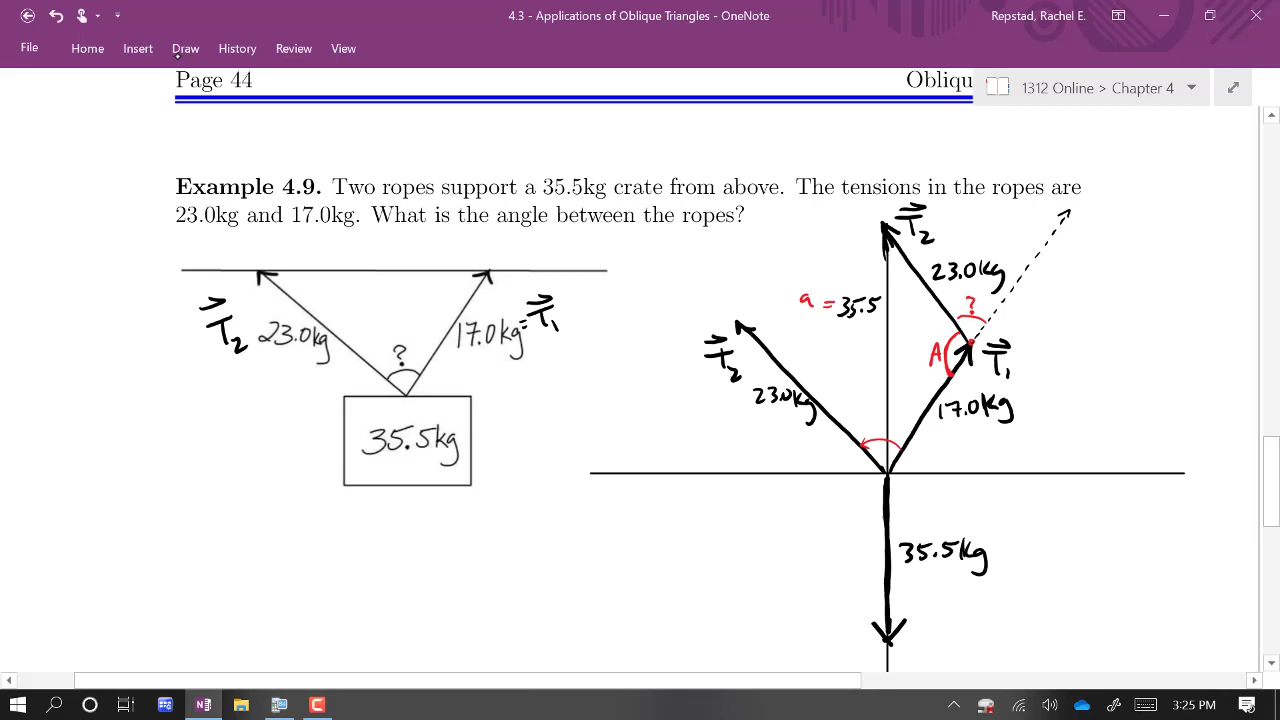 4.3 - Applications of Oblique Triangles - OneNote
Repstad, Rachel E.
File Home Insert Draw History Review View
Page 44
Obliqu
1312 Online > Chapter 4
Example 4.9. Two ropes support a 35.5kg crate from above. The tensions in the ropes are
23.0kg and 17.0kg. What is the angle between the ropes?
T₂
23.0kg
?
17.0kg = T₁
35.5kg
T₂
23.0kg
a = 35.5
?
A
T₁
T₂
17.0kg
23.0kg
35.5kg
3:25 PM